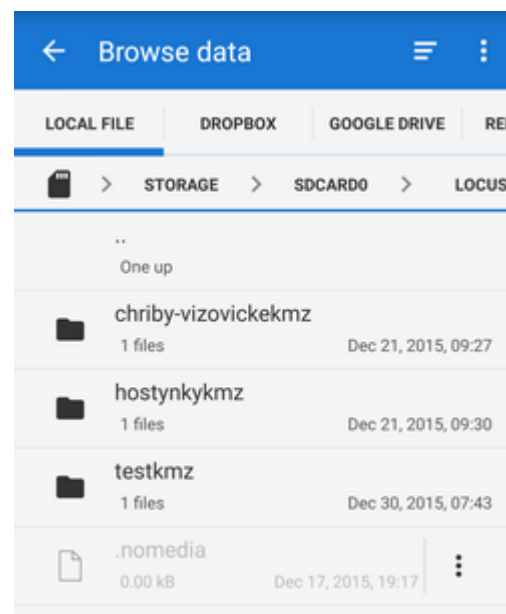 Browse data
LOCAL FILE DROPBOX GOOGLE DRIVE
STORAGE > SDCARD0 > LOCUS
..
One up
chriby-vizovickekmz
1 files Dec 21, 2015, 09:27
hostynkykmz
1 files Dec 21, 2015, 09:30
testkmz
1 files Dec 30, 2015, 07:43
.nomedia
0.00 kB Dec 17, 2015, 19:17